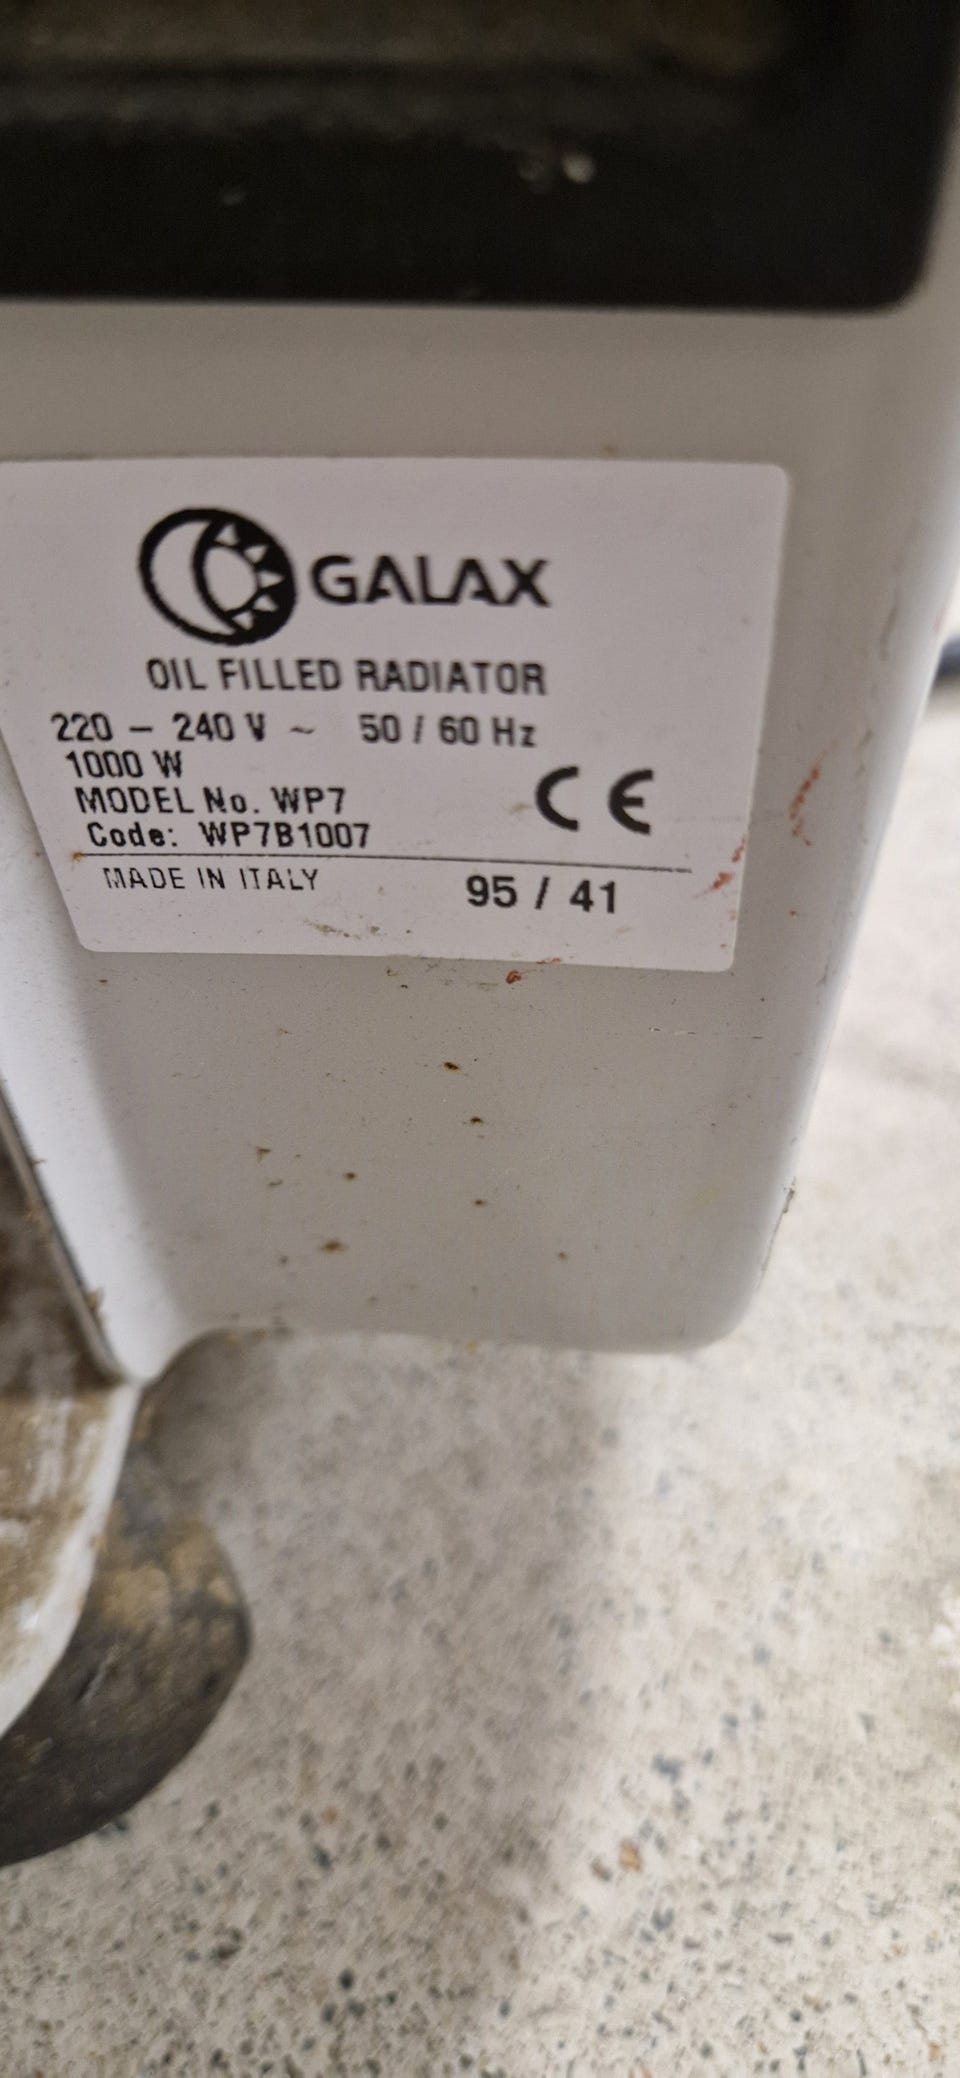 GALAX
OIL FILLED RADIATOR
220 – 240 V ~ 50 / 60 Hz
1000 W
MODEL No. WP7
Code: WP7B1007
CE
MADE IN ITALY 95 / 41